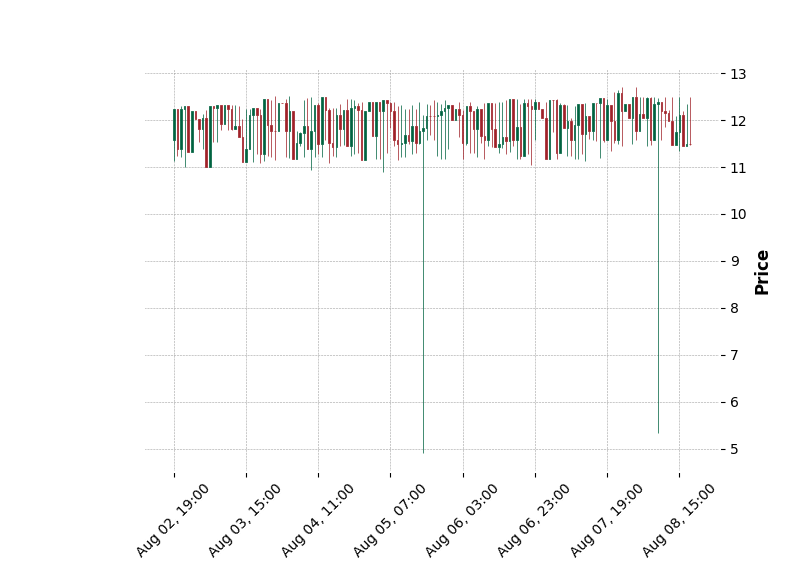 13
12
11
10
9
8
7
6
5
Price
Aug 02, 19:00
Aug 03, 15:00
Aug 04, 11:00
Aug 05, 07:00
Aug 06, 03:00
Aug 06, 23:00
Aug 07, 19:00
Aug 08, 15:00